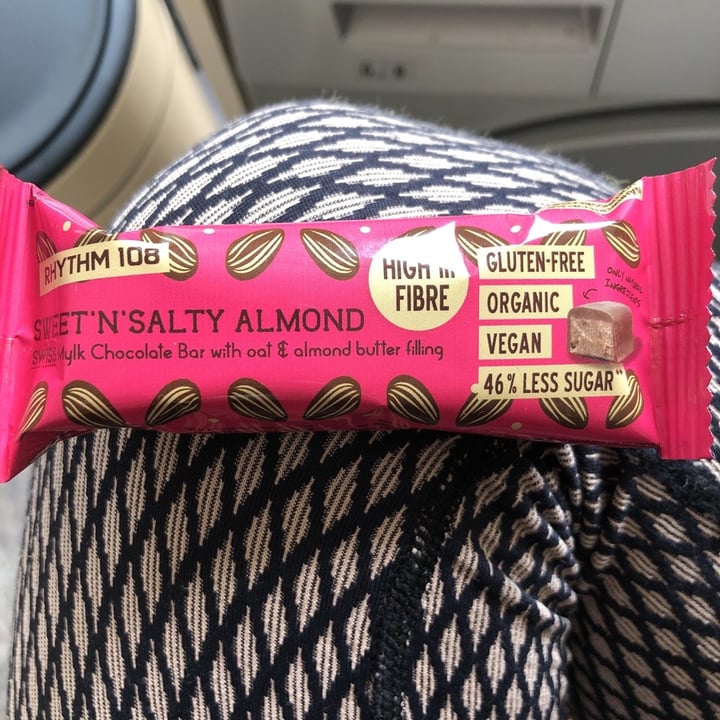 RHYTHM 108
SWEET'N'SALTY ALMOND
SWISS Mylk Chocolate Bar with oat & almond butter filling
HIGH in
FIBRE
GLUTEN-FREE
ORGANIC
VEGAN
46% LESS SUGAR**
ONLY NATURAL
INGREDIENTS